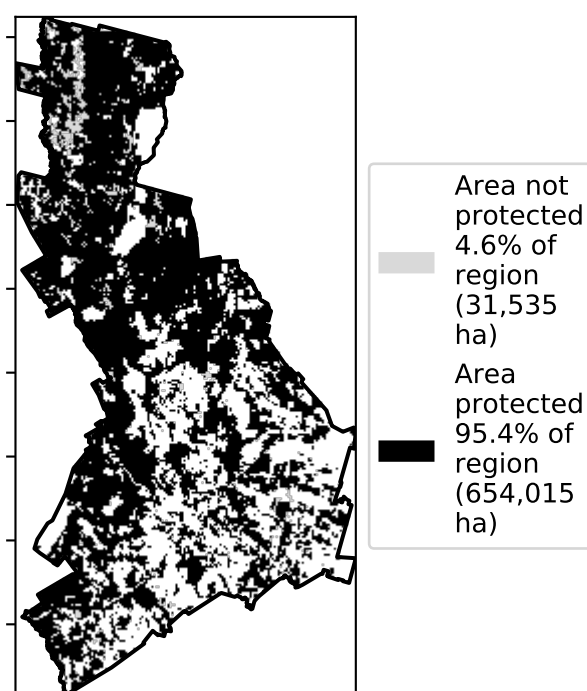 Area not
protected
4.6% of
region
(31,535
ha)
Area
protected
95.4% of
region
(654,015
ha)